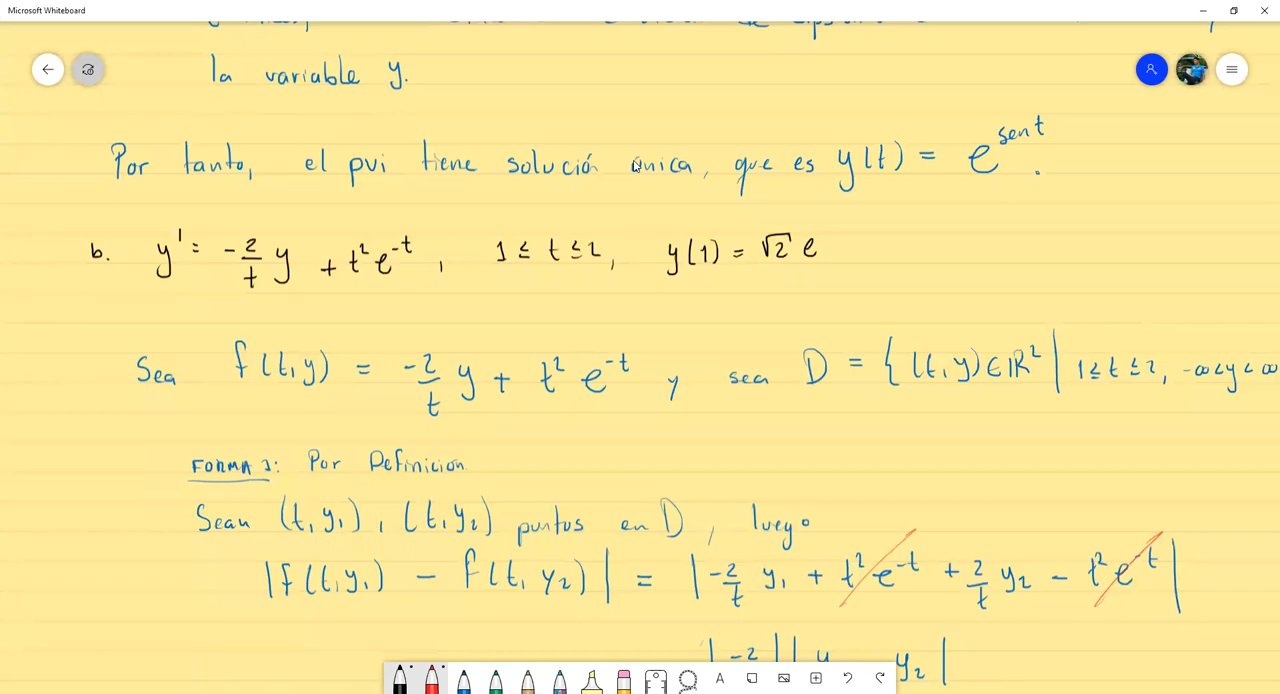 Microsoft Whiteboard
la variable y.
Por tanto, el pvi tiene solución única, que es y(t) = e^{sent}.
b. y' = -2/t y + t² e^{-t}, 1 ≤ t ≤ 2, y(1) = √2 e
Sea f(t,y) = -2/t y + t² e^{-t} y sea D = { (t,y) ∈ ℝ² | 1 ≤ t ≤ 2, -∞ < y < ∞
FORMA 1: Por Definicion
Sean (t,y₁), (t,y₂) puntos en D, luego
|f(t,y₁) - f(t,y₂)| = |-2/t y₁ + t² e^{-t} + 2/t y₂ - t² e^{-t}|